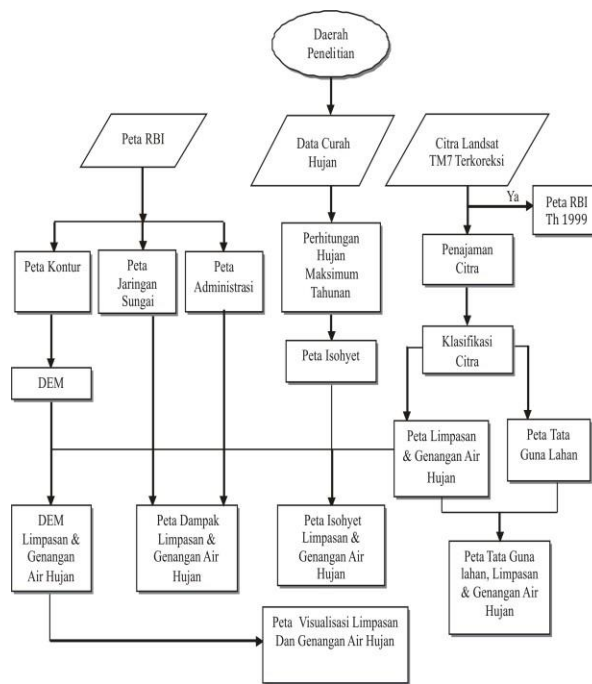 Daerah
Penelitian
Peta RBI
Data Curah
Hujan
Citra Landsat
TM7 Terkoreksi
Ya
Peta RBI
Th 1999
Peta Kontur
Peta
Jaringan
Sungai
Peta
Administrasi
Perhitungan
Hujan
Maksimum
Tahunan
Penajaman
Citra
Peta Isohyet
Klasifikasi
Citra
DEM
Peta Limpasan
& Genangan Air
Hujan
Peta Tata
Guna Lahan
DEM
Limpasan &
Genangan
Air Hujan
Peta Dampak
Limpasan &
Genangan Air
Hujan
Peta Isohyet
Limpasan &
Genangan Air
Hujan
Peta Tata Guna
lahan, Limpasan
& Genangan Air
Hujan
Peta Visualisasi Limpasan
Dan Genangan Air Hujan